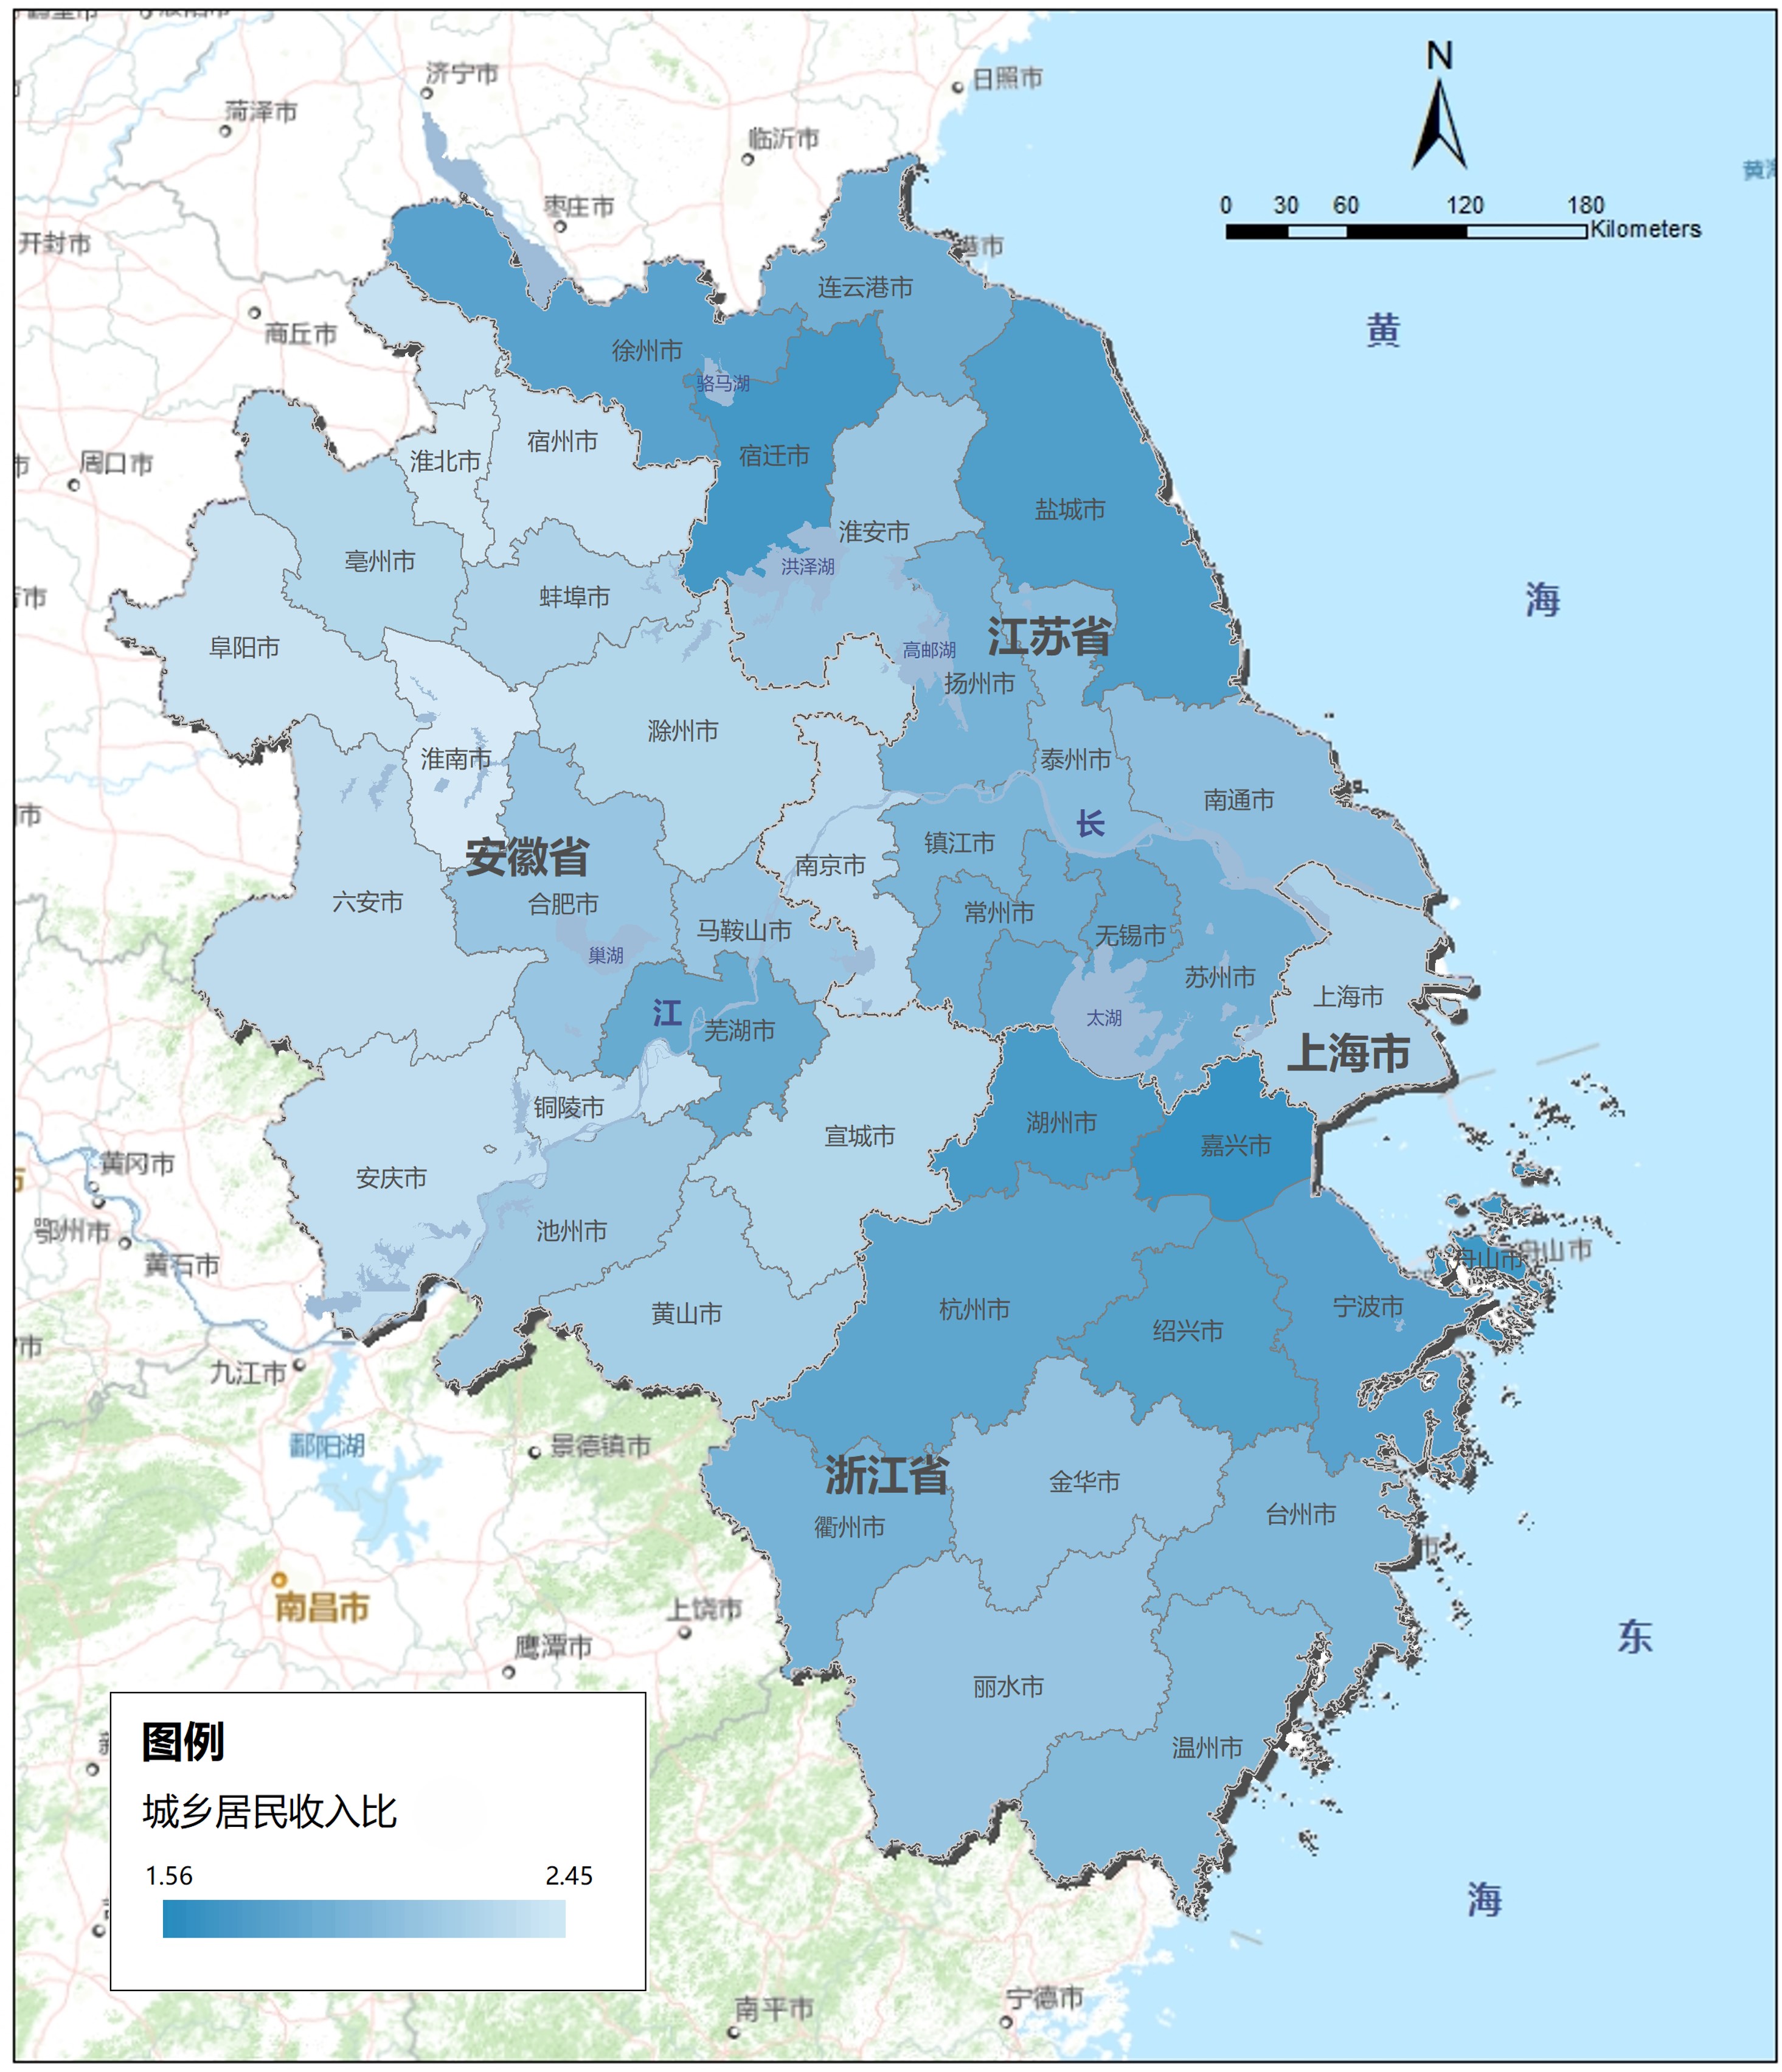 济宁市
日照市
N
菏泽市
临沂市
枣庄市
0 30 60 120 180
Kilometers
开封市
港市
连云港市
黄
商丘市
徐州市
骆马湖
宿州市
淮北市
宿迁市
周口市
盐城市
淮安市
亳州市
洪泽湖
蚌埠市
海
江苏省
阜阳市
高邮湖
扬州市
滁州市
淮南市
泰州市
南通市
长
镇江市
安徽省
南京市
六安市
合肥市
常州市
马鞍山市
无锡市
巢湖
苏州市
上海市
江
太湖
芜湖市
上海市
铜陵市
湖州市
宣城市
嘉兴市
黄冈市
安庆市
鄂州市
池州市
舟山市
舟山市
黄石市
杭州市
宁波市
黄山市
绍兴市
九江市
鄱阳湖
景德镇市
浙江省
金华市
台州市
衢州市
市
南昌市
上饶市
东
鹰潭市
丽水市
温州市
图例
城乡居民收入比
1.56 2.45
海
宁德市
南平市